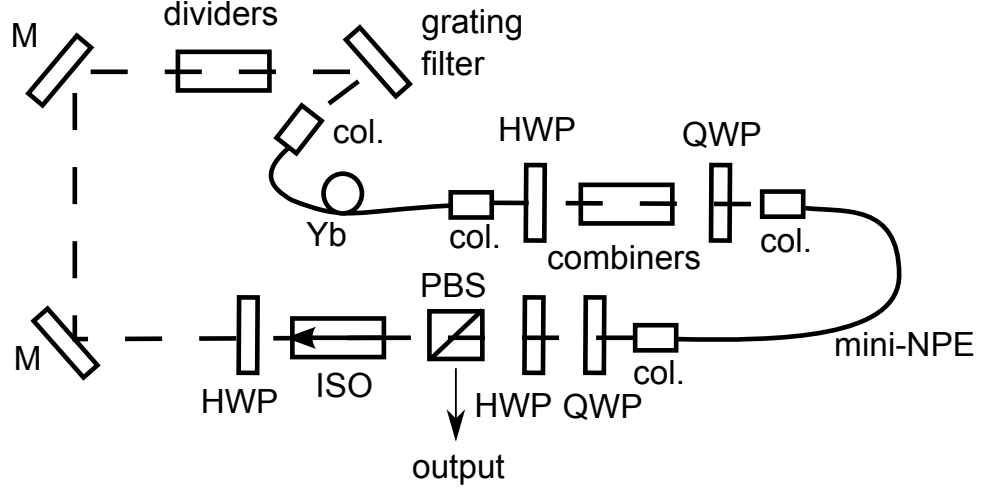 M
dividers
grating
filter
col.
HWP
QWP
Yb
col.
combiners
col.
PBS
M
HWP
ISO
HWP
QWP
col.
mini-NPE
output